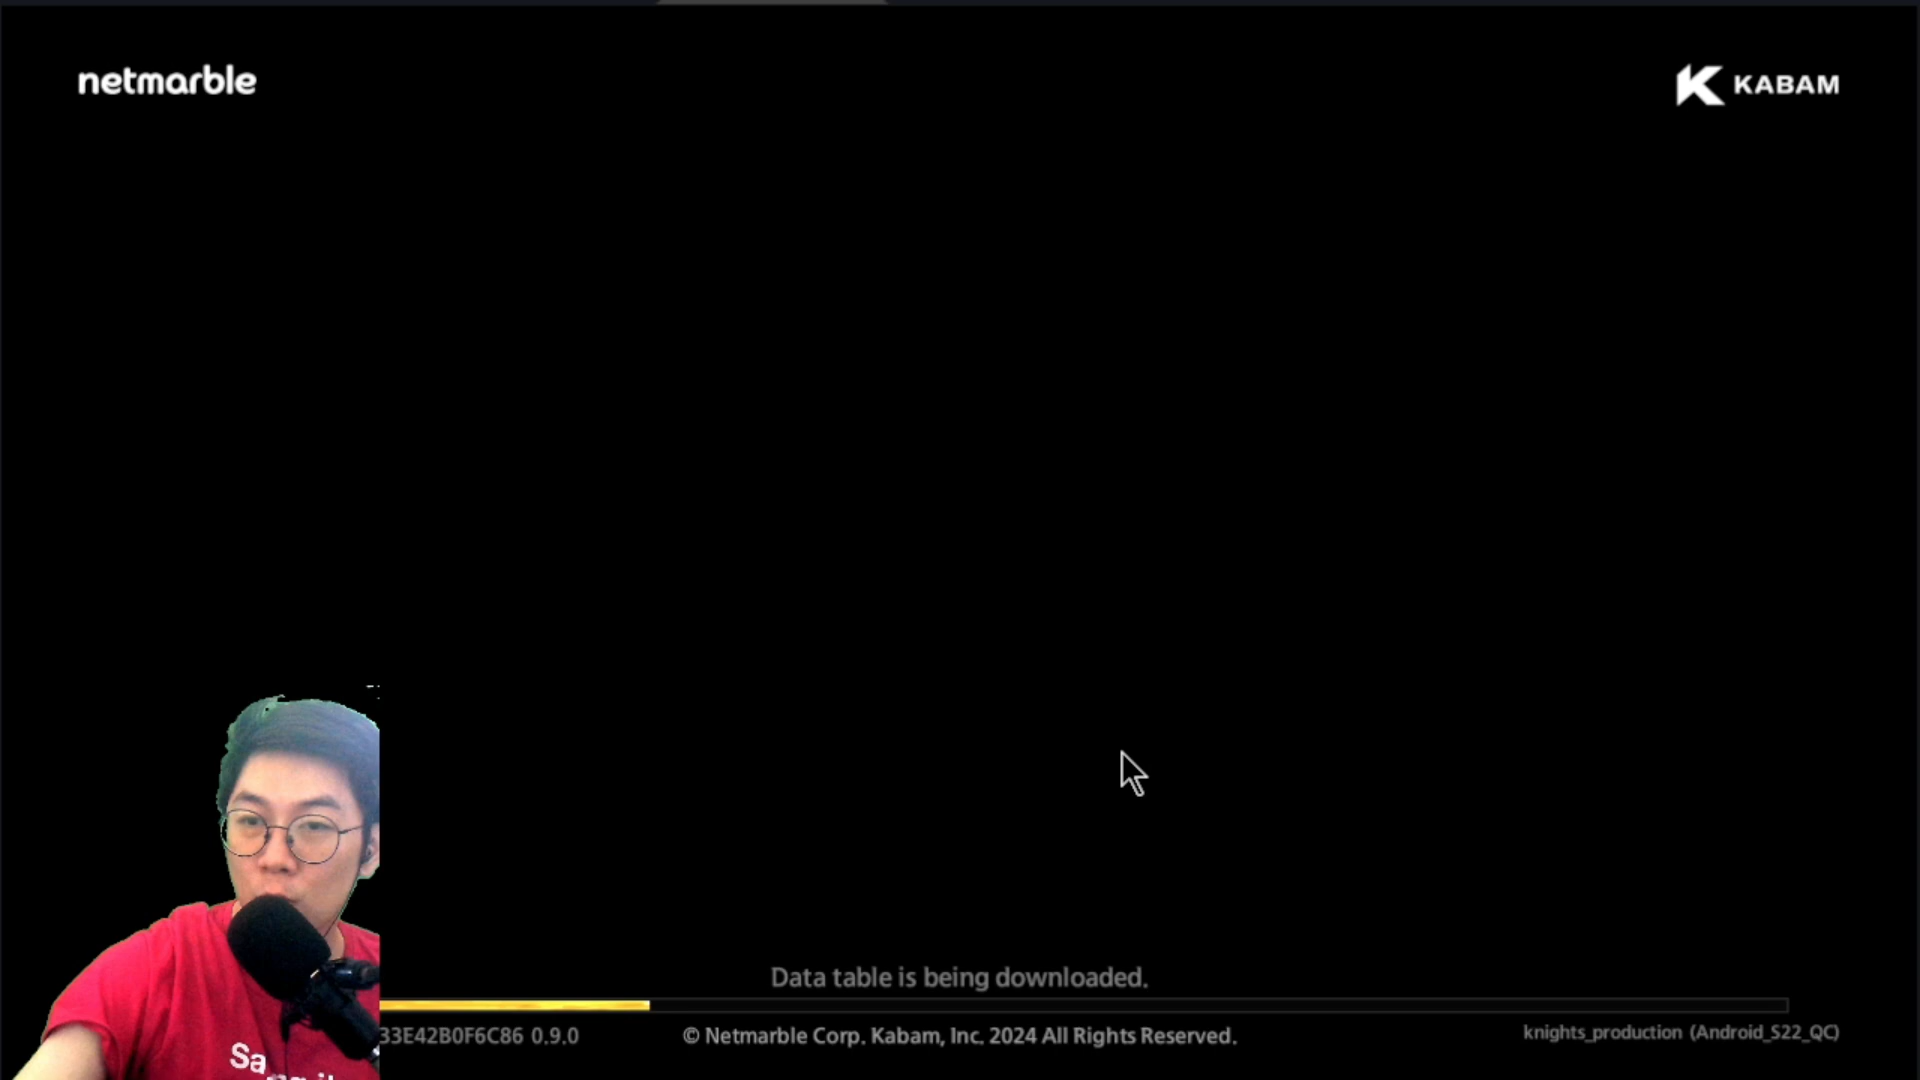 netmarble
KABAM
Data table is being downloaded.
33E42B0F6C86 0.9.0
© Netmarble Corp. Kabam, Inc. 2024 All Rights Reserved.
knights_production (Android_S22_QC)
Sa